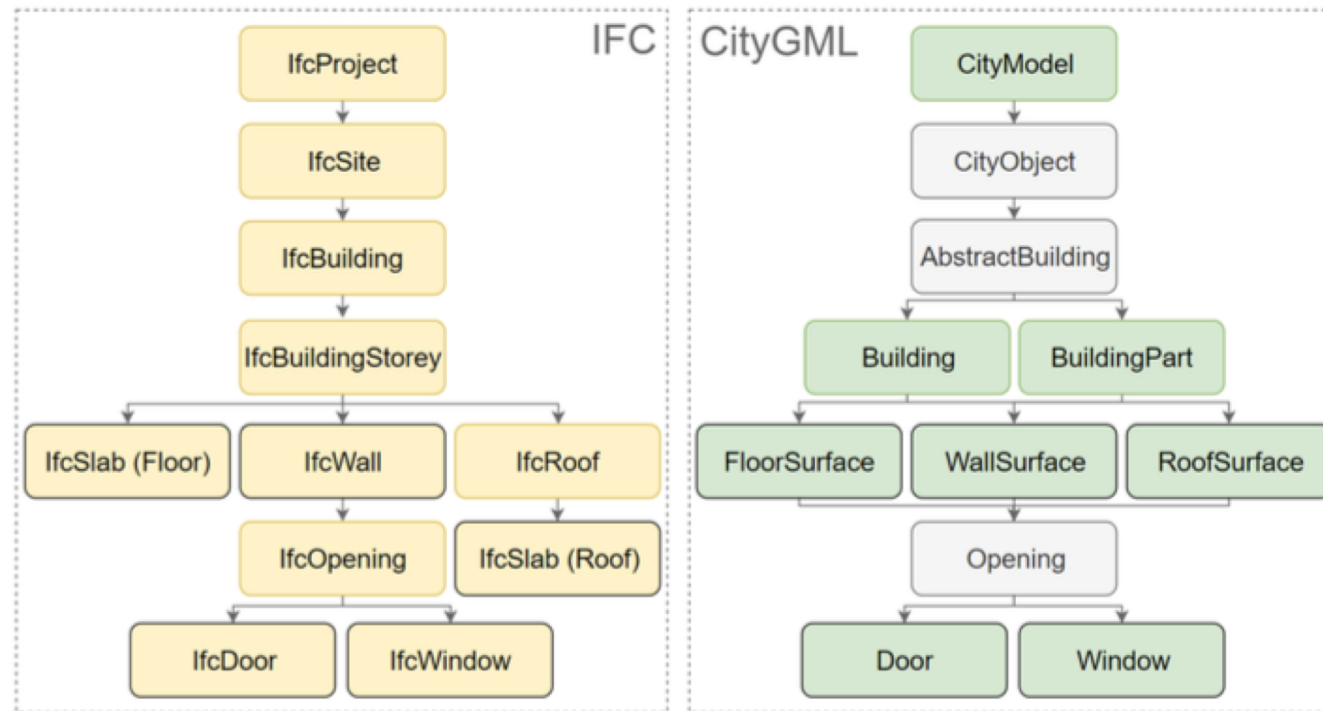 IFC
IfcProject
IfcSite
IfcBuilding
IfcBuildingStorey
IfcSlab (Floor)
IfcWall
IfcRoof
IfcOpening
IfcSlab (Roof)
IfcDoor
IfcWindow
CityGML
CityModel
CityObject
AbstractBuilding
Building
BuildingPart
FloorSurface
WallSurface
RoofSurface
Opening
Door
Window